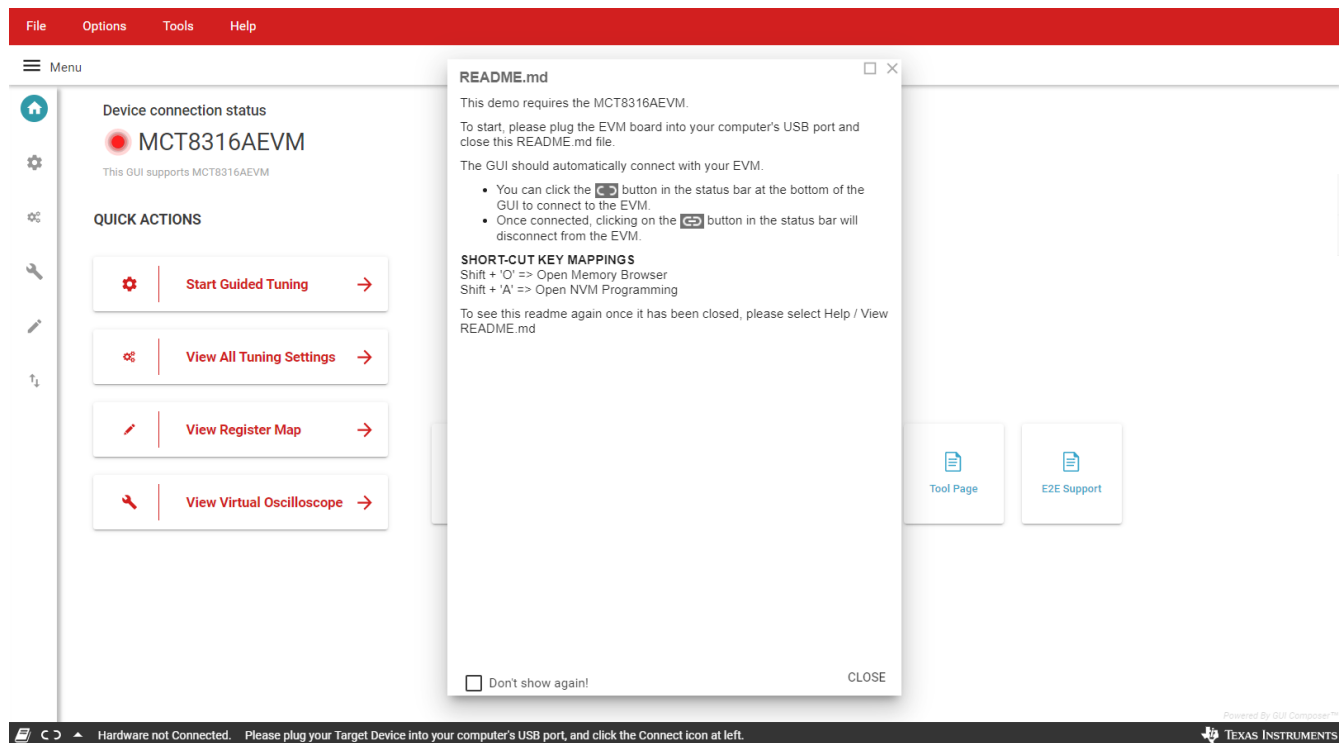 File Options Tools Help
Menu
Device connection status
MCT8316AEVM
This GUI supports MCT8316AEVM
QUICK ACTIONS
Start Guided Tuning
View All Tuning Settings
View Register Map
View Virtual Oscilloscope
README.md
This demo requires the MCT8316AEVM.
To start, please plug the EVM board into your computer's USB port and
close this README.md file.
The GUI should automatically connect with your EVM.
• You can click the button in the status bar at the bottom of the
GUI to connect to the EVM.
• Once connected, clicking on the button in the status bar will
disconnect from the EVM.
SHORT-CUT KEY MAPPINGS
Shift + 'O' => Open Memory Browser
Shift + 'A' => Open NVM Programming
To see this readme again once it has been closed, please select Help / View
README.md
Don't show again!
CLOSE
Tool Page
E2E Support
Powered By GUI Composer™
Hardware not Connected. Please plug your Target Device into your computer's USB port, and click the Connect icon at left.
TEXAS INSTRUMENTS